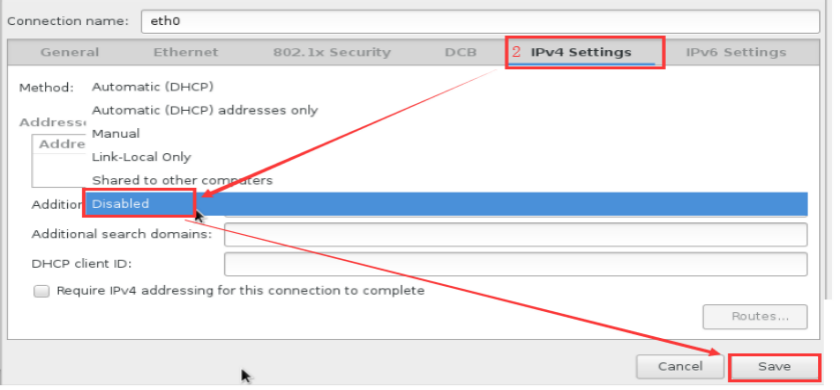 Connection name: eth0
General Ethernet 802.1x Security DCB 2 IPv4 Settings IPv6 Settings
Method: Automatic (DHCP)
Automatic (DHCP) addresses only
Addresse
Manual
Addre
Link-Local Only
Shared to other computers
Addition Disabled
Additional search domains:
DHCP client ID:
Require IPv4 addressing for this connection to complete
Routes...
Cancel Save